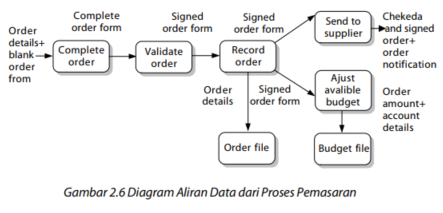 Complete
order form
Signed
order form
Signed
order form
Order
details+
blank
order
from
Complete
order
Validate
order
Record
order
Send to
supplier
Chekeda
and signed
order+
order
notification
Order
details
Signed
order form
Ajust
avalible
budget
Order
amount+
account
details
Order file
Budget file
Gambar 2.6 Diagram Aliran Data dari Proses Pemasaran